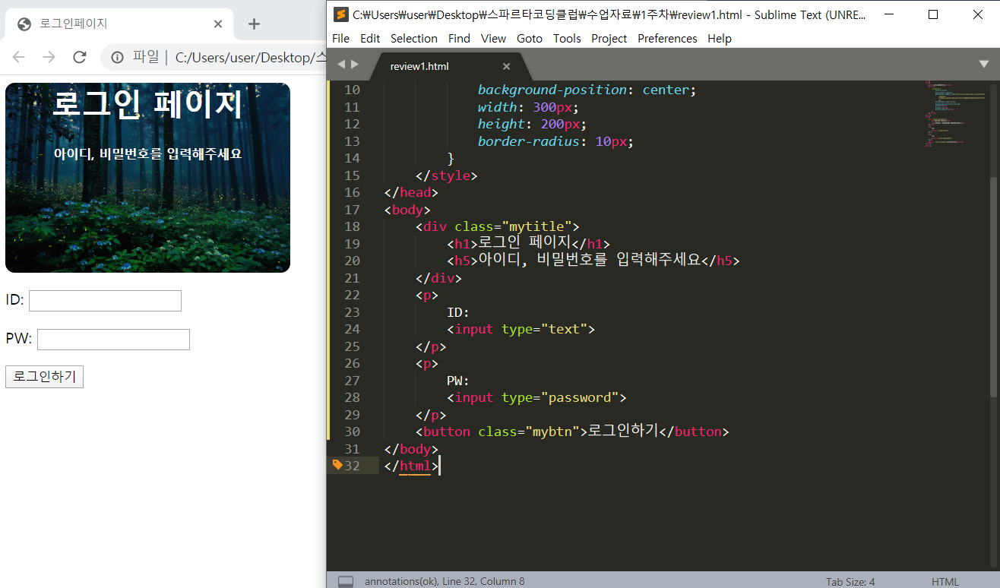 로그인페이지
파일 | C:/Users/user/Desktop/스
로그인 페이지
아이디, 비밀번호를 입력해주세요
ID:
PW:
로그인하기
C:₩Users₩user₩Desktop₩스파르타코딩클럽₩수업자료₩1주차₩review1.html - Sublime Text (UNRE...
File Edit Selection Find View Goto Tools Project Preferences Help
review1.html
10 background-position: center;
11 width: 300px;
12 height: 200px;
13 border-radius: 10px;
14 }
15 </style>
16 </head>
17 <body>
18 <div class="mytitle">
19 <h1>로그인 페이지</h1>
20 <h5>아이디, 비밀번호를 입력해주세요</h5>
21 </div>
22 <p>
23 ID:
24 <input type="text">
25 </p>
26 <p>
27 PW:
28 <input type="password">
29 </p>
30 <button class="mybtn">로그인하기</button>
31 </body>
32 </html>
annotations(ok), Line 32, Column 8 Tab Size: 4 HTML